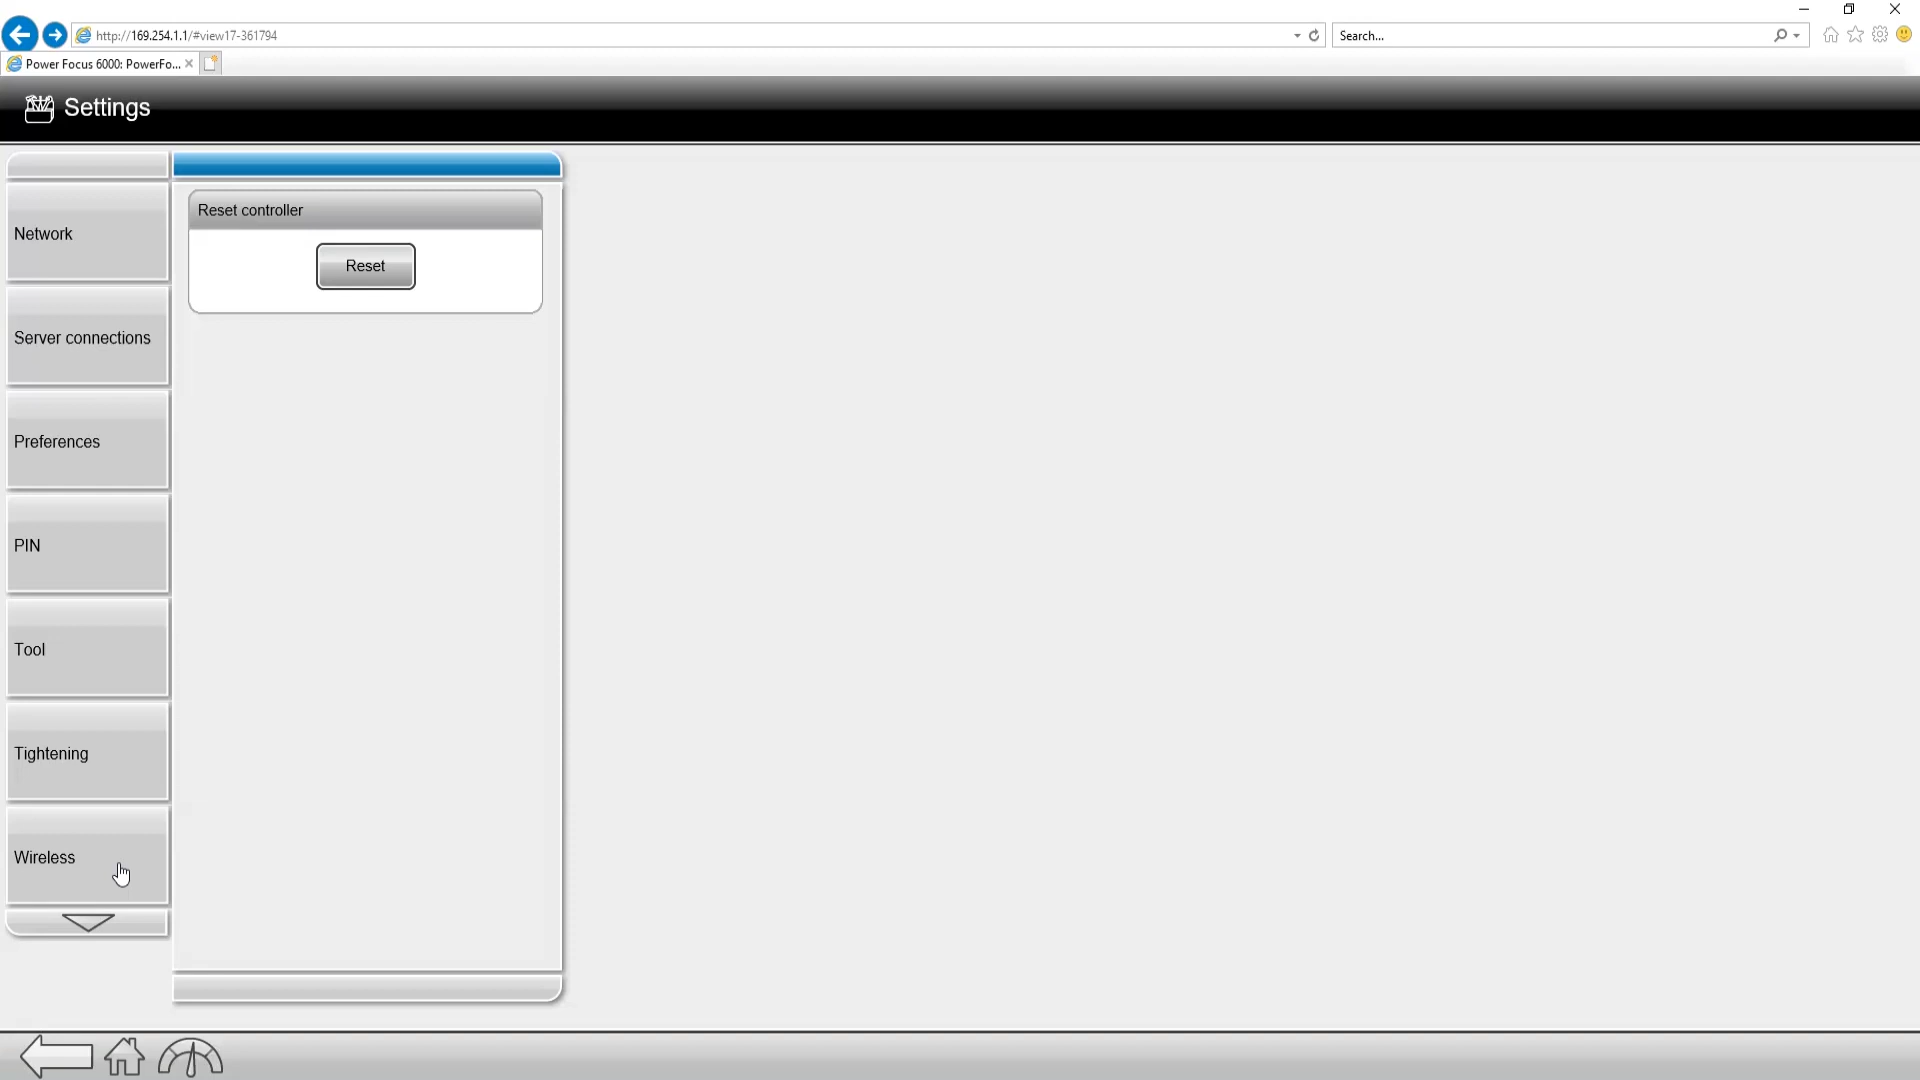 http://169.254.1.1/#view17-361794
Search...
Power Focus 6000: PowerFo...
Settings
Network
Server connections
Preferences
PIN
Tool
Tightening
Wireless
Reset controller
Reset